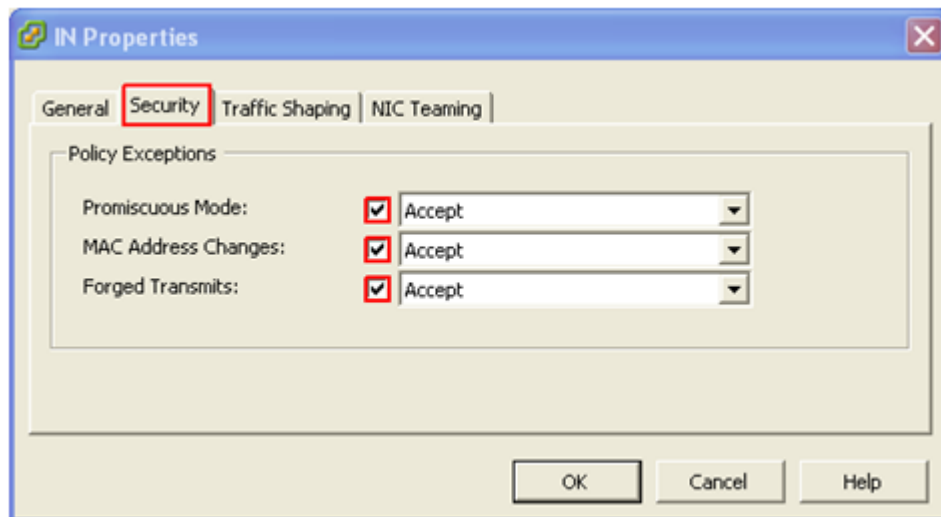 IN Properties
General Security Traffic Shaping NIC Teaming
Policy Exceptions
Promiscuous Mode: Accept
MAC Address Changes: Accept
Forged Transmits: Accept
OK Cancel Help